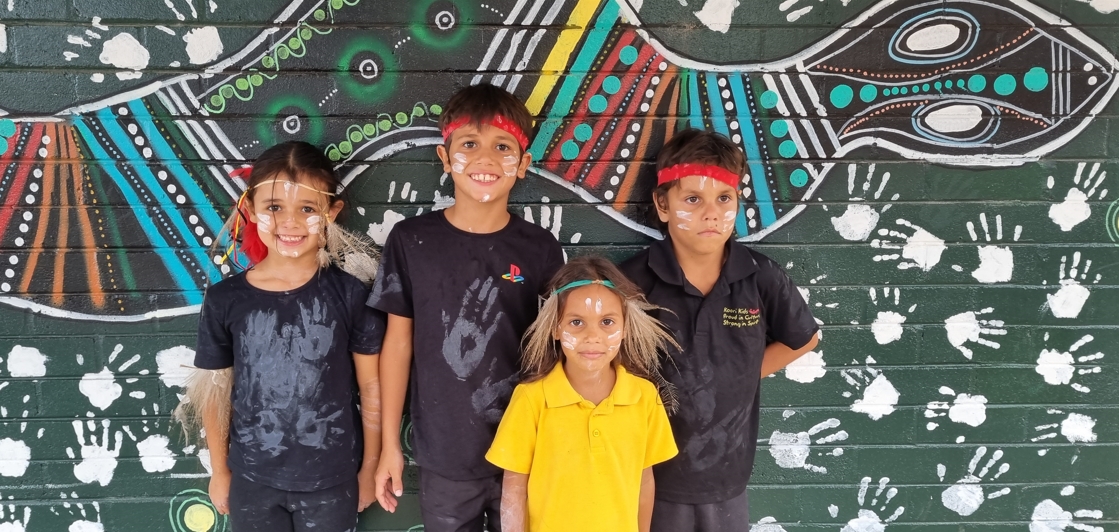 Koori Kids
Proud in Culture
Strong in Spirit